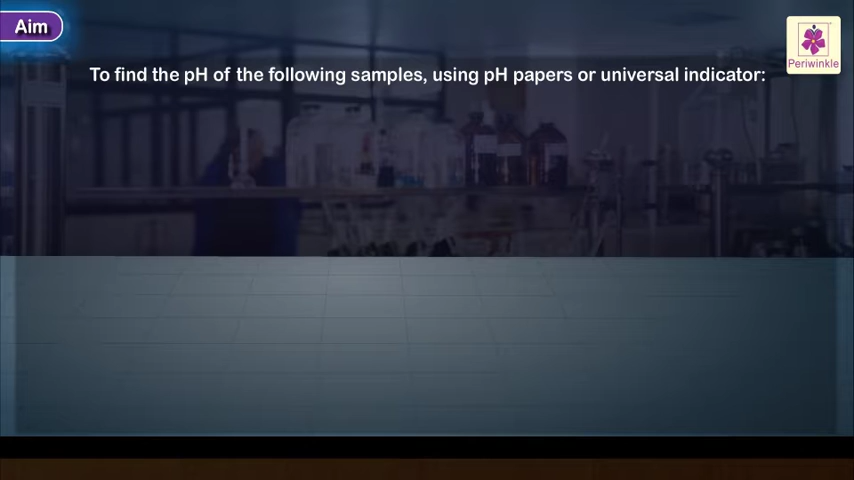 Aim
Periwinkle
To find the pH of the following samples, using pH papers or universal indicator: